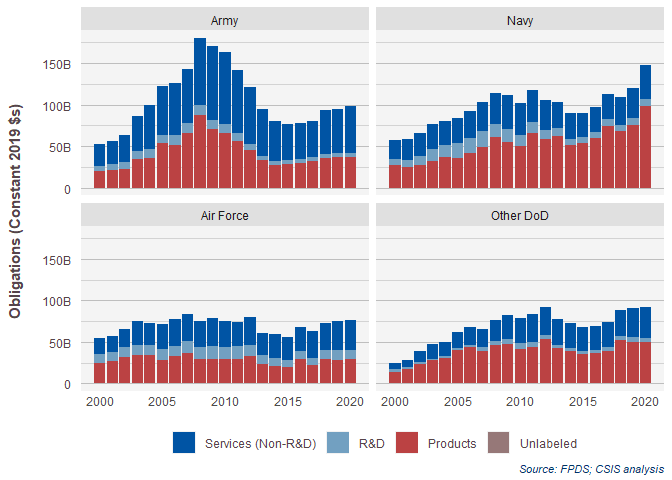 Army
Navy
150B
100B
50B
0
Obligations (Constant 2019 $s)
Air Force
Other DoD
150B
100B
50B
0
2000 2005 2010 2015 2020 2000 2005 2010 2015 2020
Services (Non-R&D) R&D Products Unlabeled
Source: FPDS; CSIS analysis